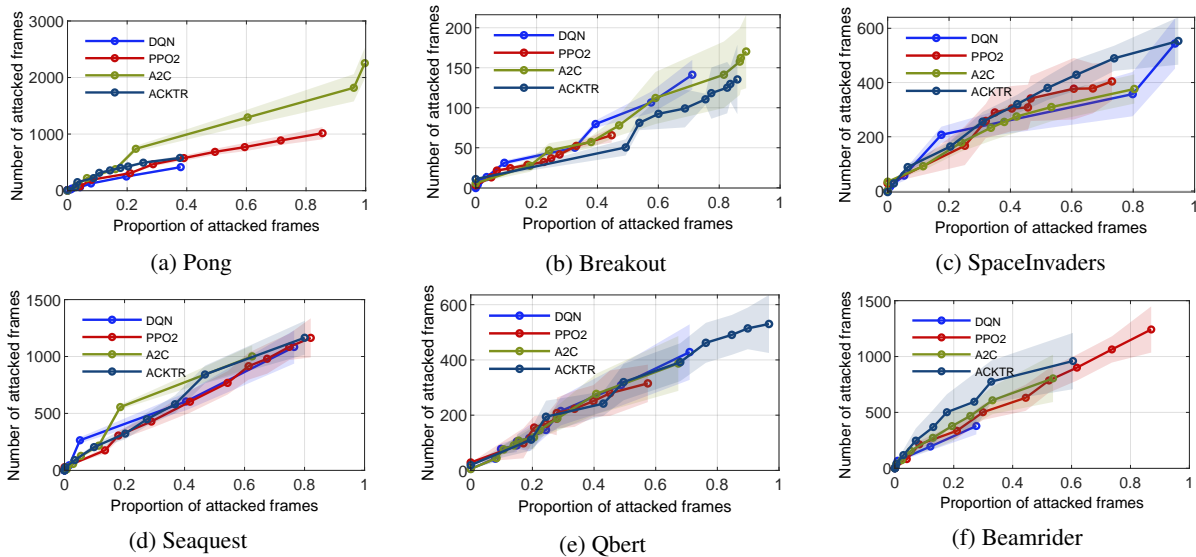 Number of attacked frames
3000
2000
1000
0
DQN
PPO2
A2C
ACKTR
0 0.2 0.4 0.6 0.8 1
Proportion of attacked frames
(a) Pong
Number of attacked frames
200
150
100
50
0
DQN
PPO2
A2C
ACKTR
0 0.2 0.4 0.6 0.8 1
Proportion of attacked frames
(b) Breakout
Number of attacked frames
600
400
200
0
DQN
PPO2
A2C
ACKTR
0 0.2 0.4 0.6 0.8 1
Proportion of attacked frames
(c) SpaceInvaders
Number of attacked frames
1500
1000
500
0
DQN
PPO2
A2C
ACKTR
0 0.2 0.4 0.6 0.8 1
Proportion of attacked frames
(d) Seaquest
Number of attacked frames
600
400
200
0
DQN
PPO2
A2C
ACKTR
0 0.2 0.4 0.6 0.8 1
Proportion of attacked frames
(e) Qbert
Number of attacked frames
1500
1000
500
0
DQN
PPO2
A2C
ACKTR
0 0.2 0.4 0.6 0.8 1
Proportion of attacked frames
(f) Beamrider